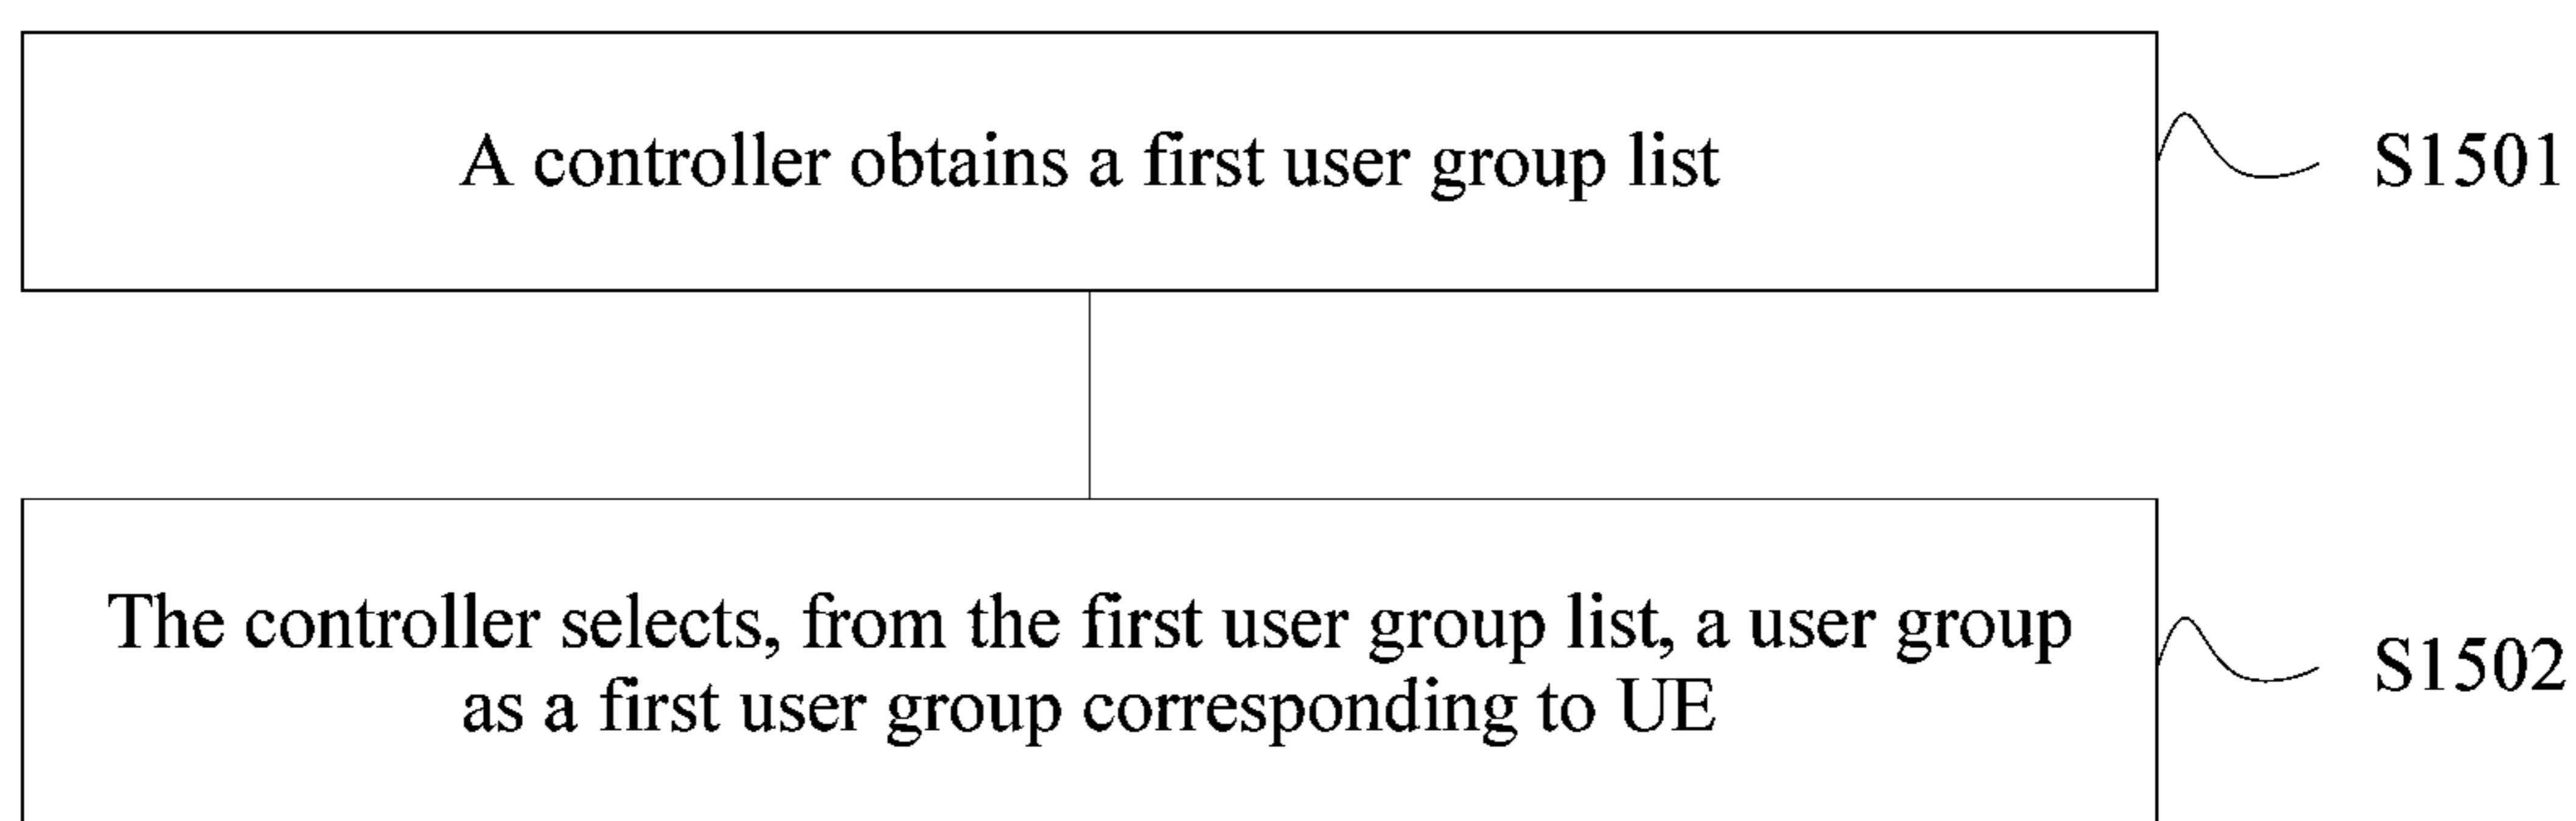 A controller obtains a first user group list
S1501
The controller selects, from the first user group list, a user group
as a first user group corresponding to UE
S1502